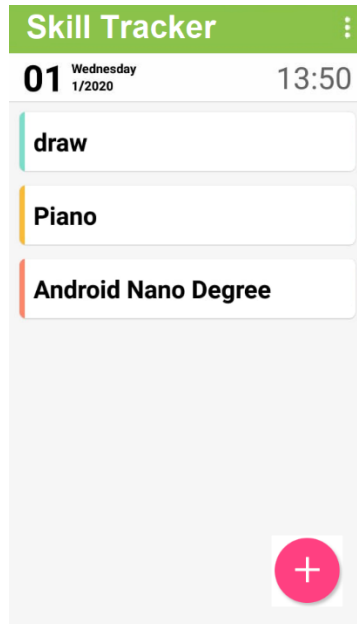 Skill Tracker
01 Wednesday 13:50
1/2020
draw
Piano
Android Nano Degree